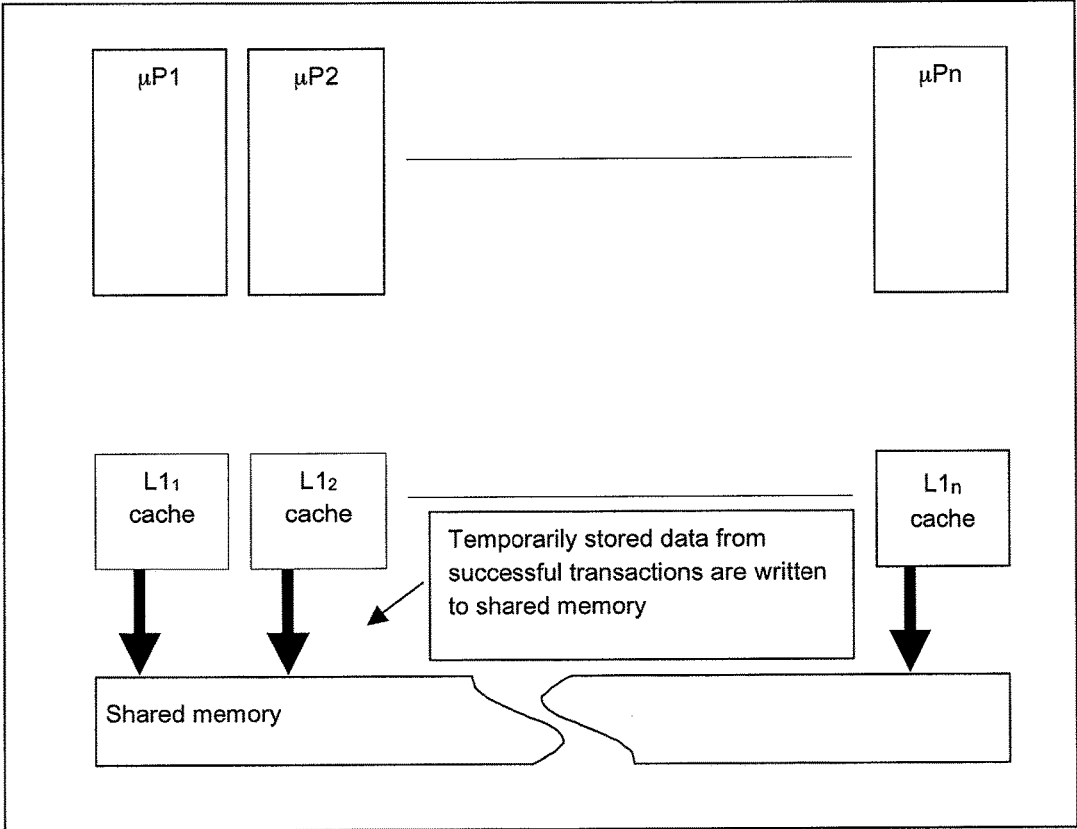 μP1
μP2
μPn
L1₁
cache
L1₂
cache
L1ₙ
cache
Temporarily stored data from
successful transactions are written
to shared memory
Shared memory